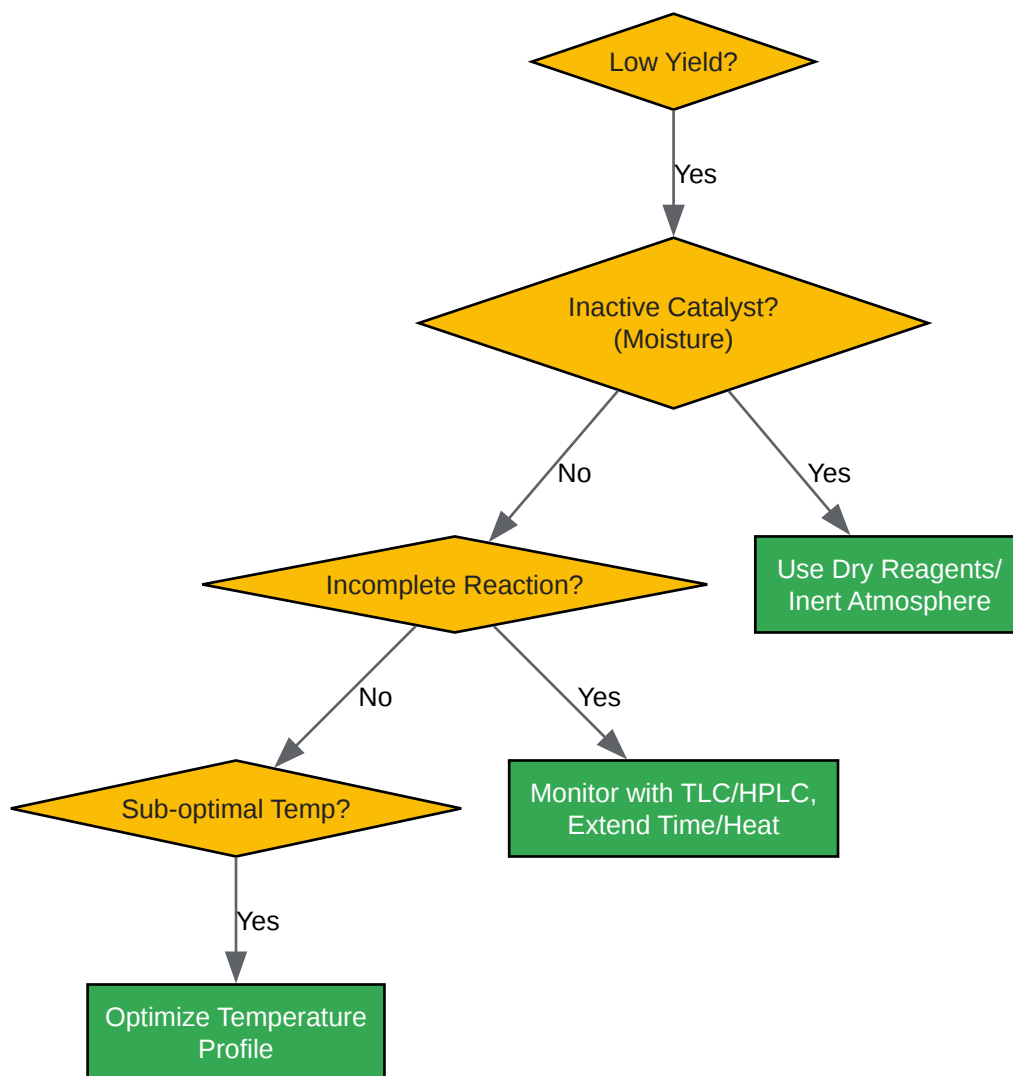 Low Yield?
Yes
Inactive Catalyst?
(Moisture)
No
Yes
Incomplete Reaction?
Use Dry Reagents/
Inert Atmosphere
No
Yes
Sub-optimal Temp?
Monitor with TLC/HPLC,
Extend Time/Heat
Yes
Optimize Temperature
Profile